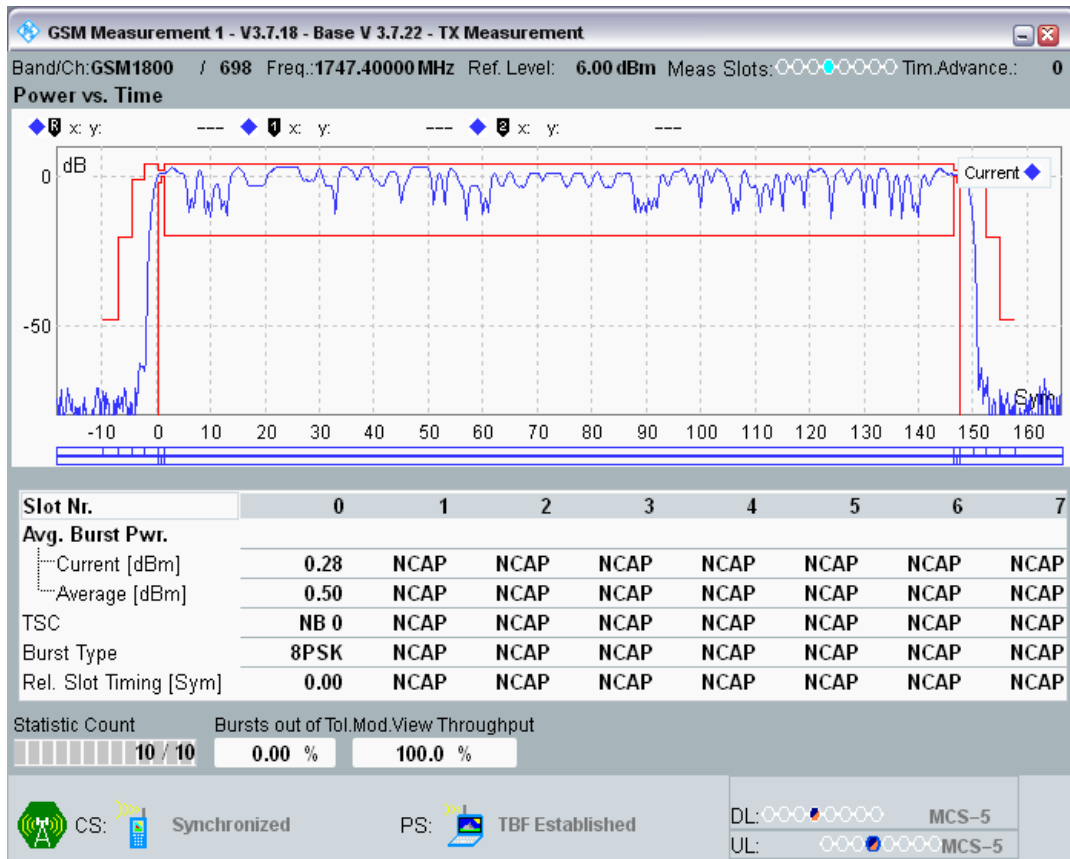 GSM Measurement 1 - V3.7.18 - Base V 3.7.22 - TX Measurement
Band/Ch:GSM1800 / 698 Freq.:1747.40000 MHz Ref. Level: 6.00 dBm Meas Slots: Tim.Advance.: 0
Power vs. Time
R x: y: --- 1 x: y: --- 2 x: y: ---
dB
Current
0
-50
Sym
-10 0 10 20 30 40 50 60 70 80 90 100 110 120 130 140 150 160
Slot Nr. 0 1 2 3 4 5 6 7
Avg. Burst Pwr.
Current [dBm] 0.28 NCAP NCAP NCAP NCAP NCAP NCAP NCAP
Average [dBm] 0.50 NCAP NCAP NCAP NCAP NCAP NCAP NCAP
TSC NB 0 NCAP NCAP NCAP NCAP NCAP NCAP NCAP
Burst Type 8PSK NCAP NCAP NCAP NCAP NCAP NCAP NCAP
Rel. Slot Timing [Sym] 0.00 NCAP NCAP NCAP NCAP NCAP NCAP NCAP
Statistic Count Bursts out of Tol.Mod.View Throughput
10 / 10 0.00 % 100.0 %
CS: Synchronized PS: TBF Established
DL: MCS-5
UL: MCS-5